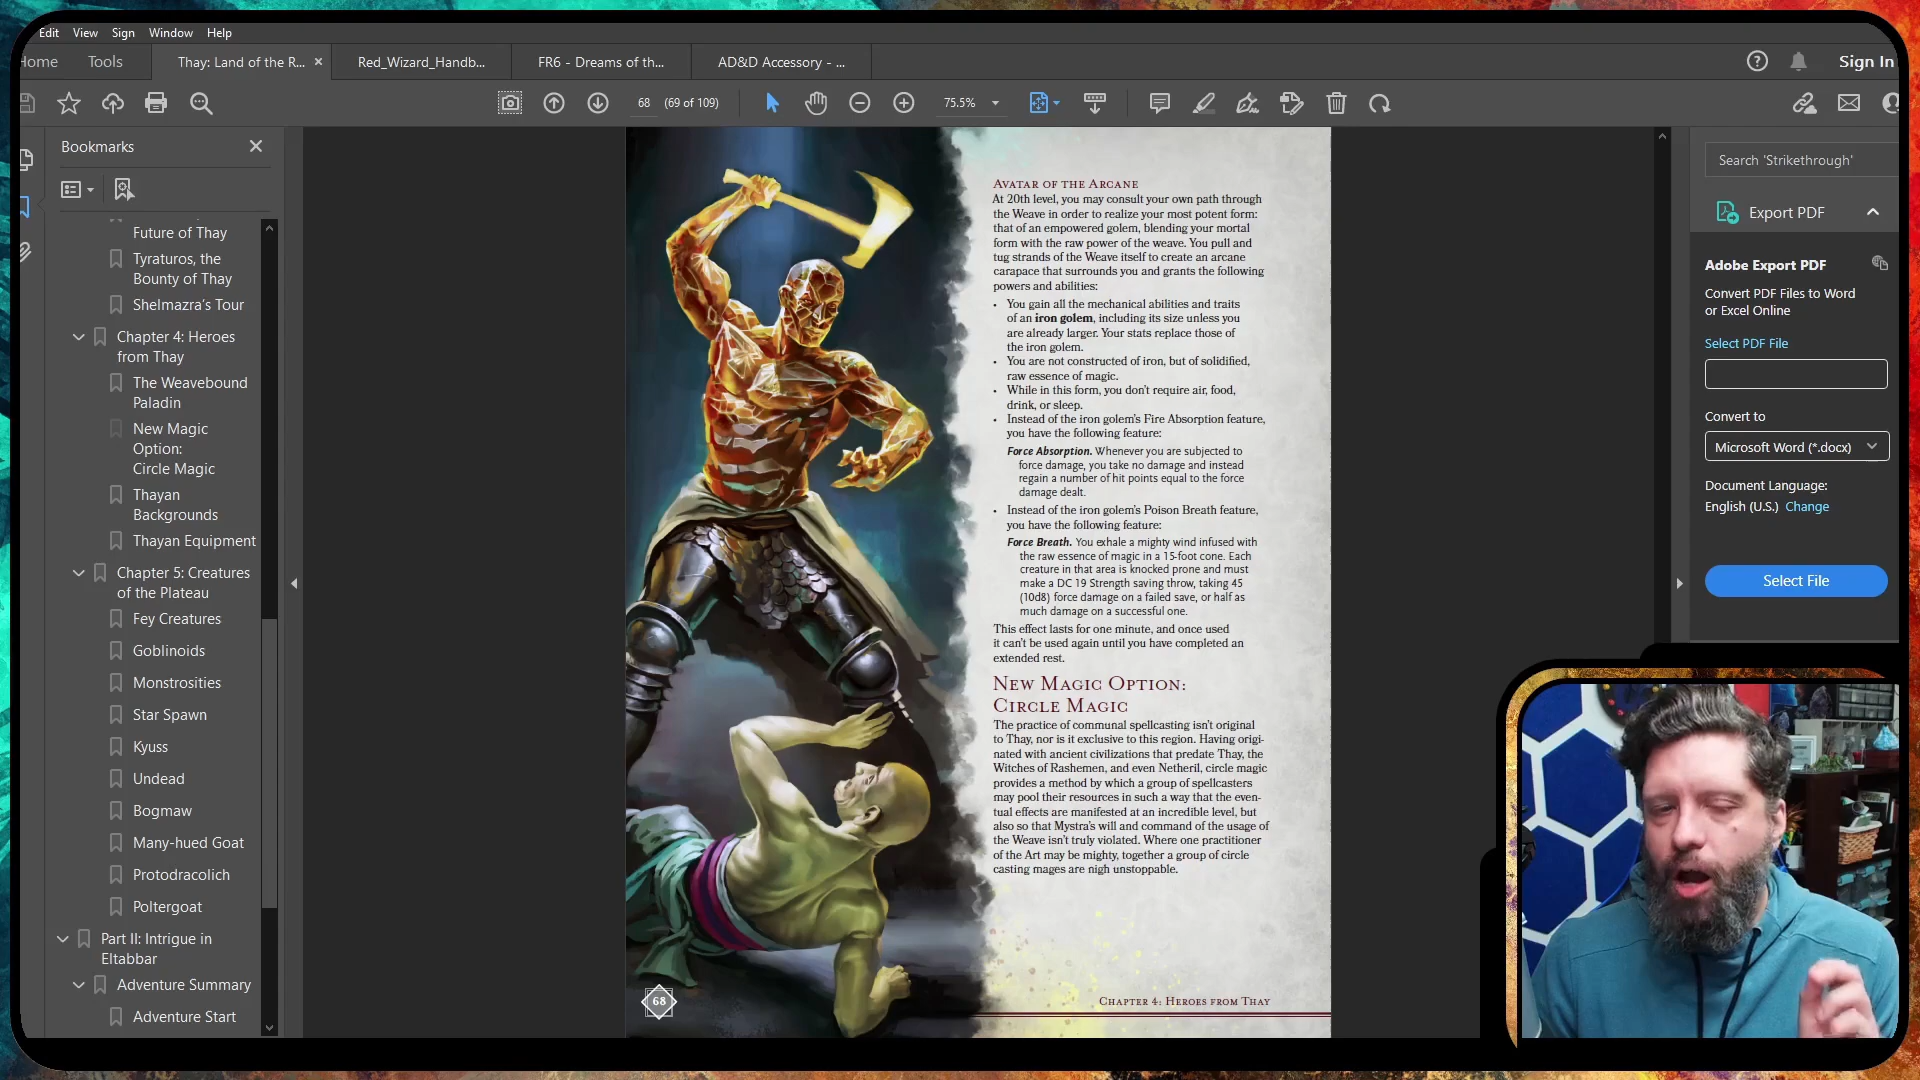 Edit View Sign Window Help
Home Tools Thay: Land of the R... × Red_Wizard_Handb... FR6 - Dreams of th... AD&D Accessory - ... Sign In
68 (69 of 109) 75.5%
Bookmarks
Future of Thay
Tyraturos, the
Bounty of Thay
Shelmazra's Tour
Chapter 4: Heroes
from Thay
The Weavebound
Paladin
New Magic
Option:
Circle Magic
Thayan
Backgrounds
Thayan Equipment
Chapter 5: Creatures
of the Plateau
Fey Creatures
Goblinoids
Monstrosities
Star Spawn
Kyuss
Undead
Bogmaw
Many-hued Goat
Protodracolich
Poltergoat
Part II: Intrigue in
Eltabbar
Adventure Summary
Adventure Start
Avatar of the Arcane
At 20th level, you may consult your own path through
the Weave in order to realize your most potent form:
that of an empowered golem, blending your mortal
form with the raw power of the weave. You pull and
tug strands of the Weave itself to create an arcane
carapace that surrounds you and grants the following
powers and abilities:
• You gain all the mechanical abilities and traits
of an iron golem, including its size unless you
are already larger. Your stats replace those of
the iron golem.
• You are not constructed of iron, but of solidified,
raw essence of magic.
• While in this form, you don't require air, food,
drink, or sleep.
• Instead of the iron golem's Fire Absorption feature,
you have the following feature:
Force Absorption. Whenever you are subjected to
force damage, you take no damage and instead
regain a number of hit points equal to the force
damage dealt.
• Instead of the iron golem's Poison Breath feature,
you have the following feature:
Force Breath. You exhale a mighty wind infused with
the raw essence of magic in a 15-foot cone. Each
creature in that area is knocked prone and must
make a DC 19 Strength saving throw, taking 45
(10d8) force damage on a failed save, or half as
much damage on a successful one.
This effect lasts for one minute, and once used
it can't be used again until you have completed an
extended rest.
New Magic Option:
Circle Magic
The practice of communal spellcasting isn't original
to Thay, nor is it exclusive to this region. Having origi-
nated with ancient civilizations that predate Thay, the
Witches of Rashemen, and even Netheril, circle magic
provides a method by which a group of spellcasters
may pool their resources in such a way that the even-
tual effects are manifested at an incredible level, but
also so that Mystra's will and command of the usage of
the Weave isn't truly violated. Where one practitioner
of the Art may be mighty, together a group of circle
casting mages are nigh unstoppable.
68
Chapter 4: Heroes from Thay
Search 'Strikethrough'
Export PDF
Adobe Export PDF
Convert PDF Files to Word
or Excel Online
Select PDF File
Convert to
Microsoft Word (*.docx)
Document Language:
English (U.S.) Change
Select File